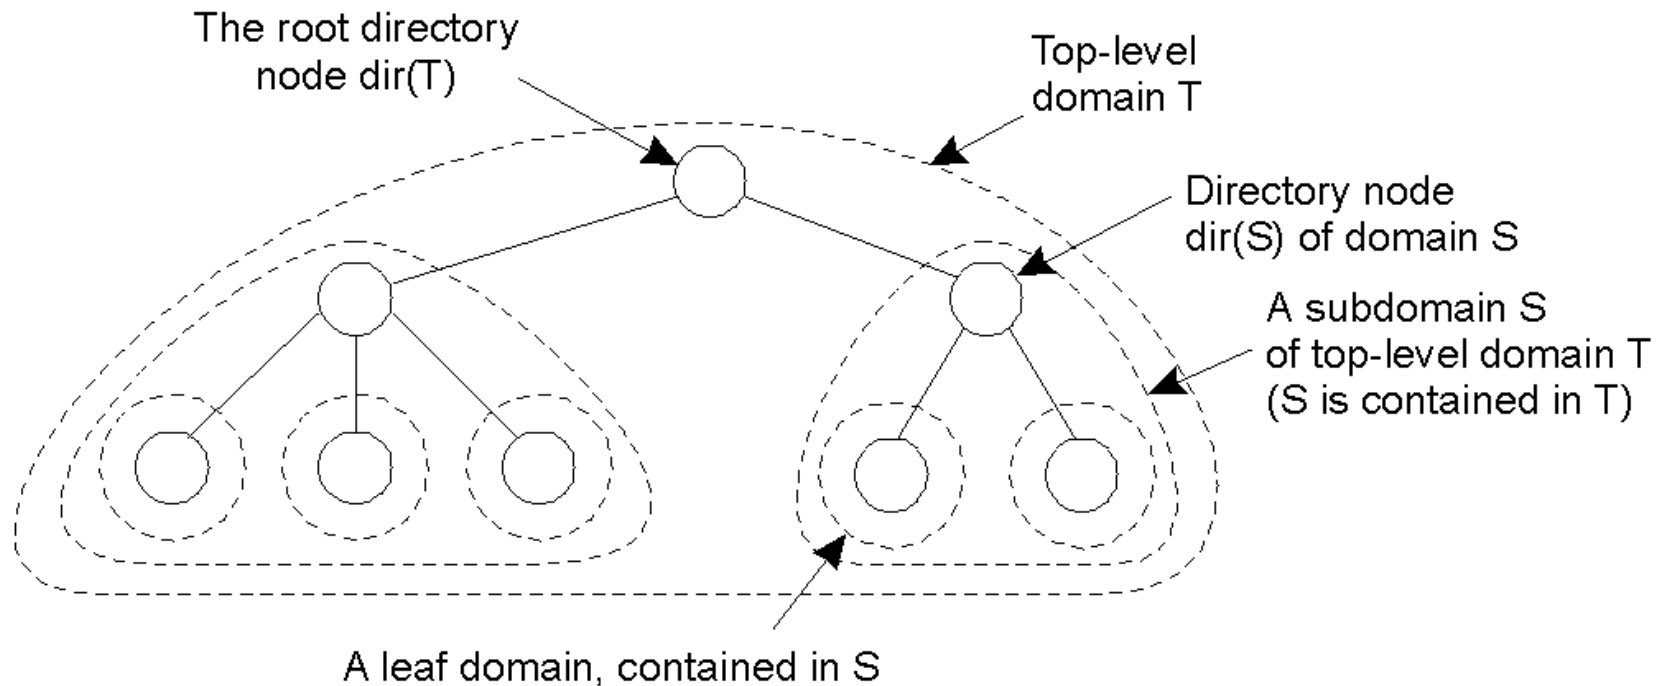 The root directory
node dir(T)
Top-level
domain T
Directory node
dir(S) of domain S
A subdomain S
of top-level domain T
(S is contained in T)
A leaf domain, contained in S